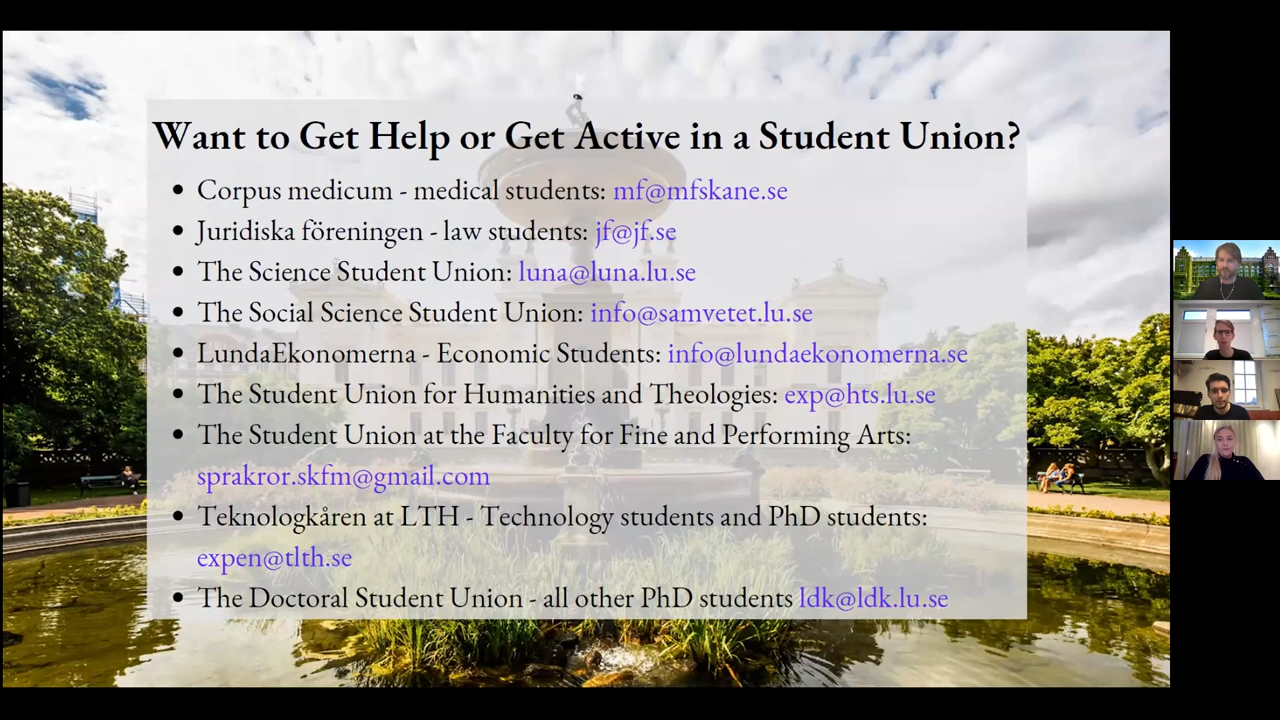 Want to Get Help or Get Active in a Student Union?
• Corpus medicum - medical students: mf@mfskane.se
• Juridiska föreningen - law students: jf@jf.se
• The Science Student Union: luna@luna.lu.se
• The Social Science Student Union: info@samvetet.lu.se
• LundaEkonomerna - Economic Students: info@lundaekonomerna.se
• The Student Union for Humanities and Theologies: exp@hts.lu.se
• The Student Union at the Faculty for Fine and Performing Arts:
sprakror.skfm@gmail.com
• Teknologkåren at LTH - Technology students and PhD students:
expen@tlth.se
• The Doctoral Student Union - all other PhD students ldk@ldk.lu.se